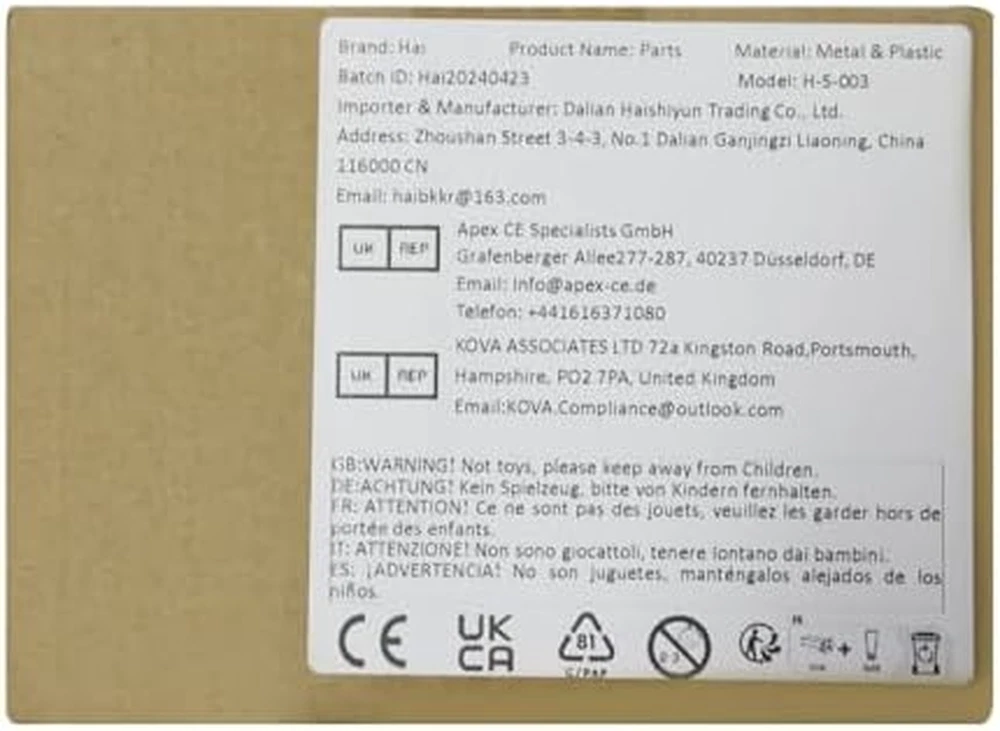 Brand: Hai Product Name: Parts Material: Metal & Plastic
Batch ID: Hai20240423 Model: H-5-003
Importer & Manufacturer: Dalian Haishiyun Trading Co., Ltd.
Address: Zhoushan Street 3-4-3, No.1 Dalian Ganjingzi Liaoning, China
116000 CN
Email: haibkkr@163.com
UK REP
Apex CE Specialists GmbH
Grafenberger Allee277-287, 40237 Düsseldorf, DE
Email: Info@apex-ce.de
Telefon: +441616371080
UK REP
KOVA ASSOCIATES LTD 72a Kingston Road,Portsmouth,
Hampshire, PO2 7PA, United Kingdom
Email:KOVA.Compliance@outlook.com
GB:WARNING! Not toys, please keep away from Children.
DE:ACHTUNG! Kein Spielzeug, bitte von Kindern fernhalten.
FR: ATTENTION! Ce ne sont pas des jouets, veuillez les garder hors de
portée des enfants.
IT: ATTENZIONE! Non sono giocattoli, tenere lontano dai bambini.
ES: ¡ADVERTENCIA! No son juguetes, manténgalos alejados de los
niños.
CE UK CA 81 0-3 FR
C/PAP